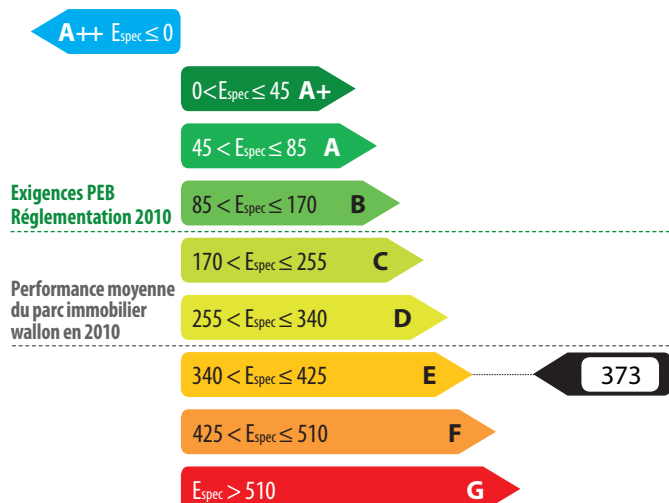 A++ Espec ≤ 0
0 < Espec ≤ 45 A+
45 < Espec ≤ 85 A
Exigences PEB
Réglementation 2010
85 < Espec ≤ 170 B
170 < Espec ≤ 255 C
Performance moyenne
du parc immobilier
wallon en 2010
255 < Espec ≤ 340 D
340 < Espec ≤ 425 E
373
425 < Espec ≤ 510 F
Espec > 510 G